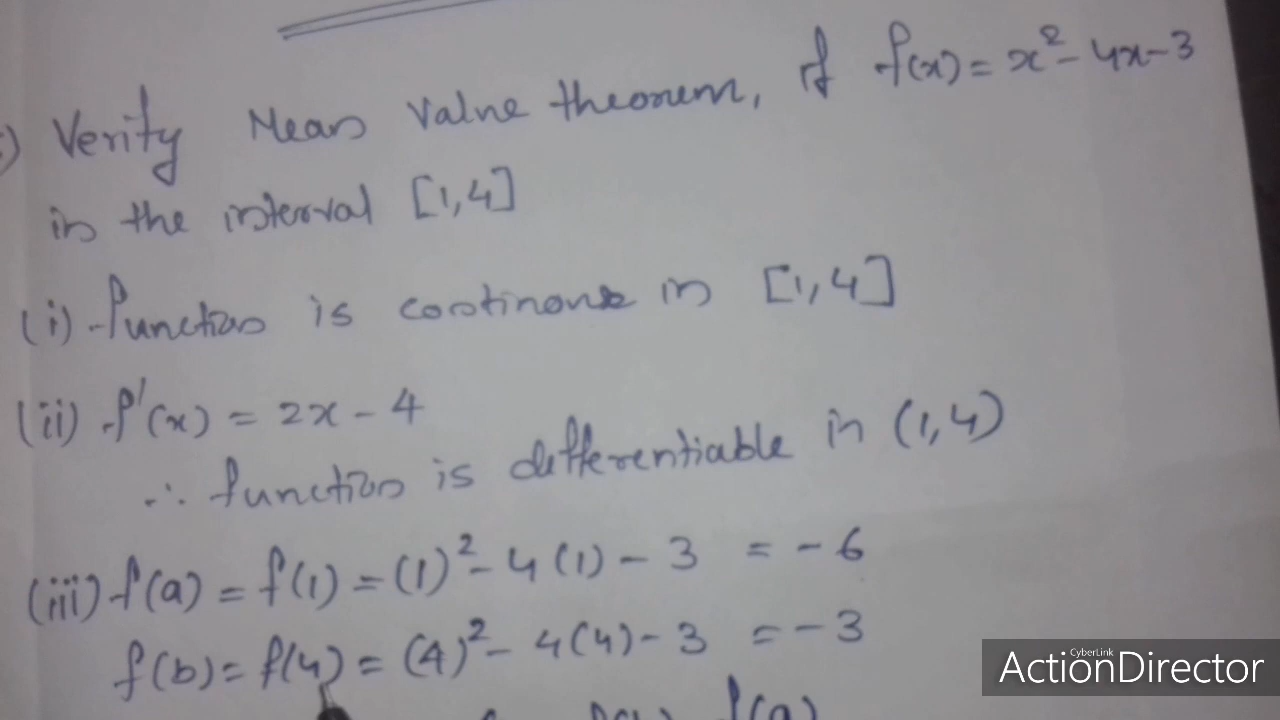 :) Verify Mean Value theorem, if f(x) = x² - 4x - 3
in the interval [1,4]
(i) function is continous in [1,4]
(ii) f'(x) = 2x - 4
∴ function is differentiable in (1,4)
(iii) f(a) = f(1) = (1)² - 4(1) - 3 = -6
f(b) = f(4) = (4)² - 4(4) - 3 = -3
f(a)
CyberLink
ActionDirector